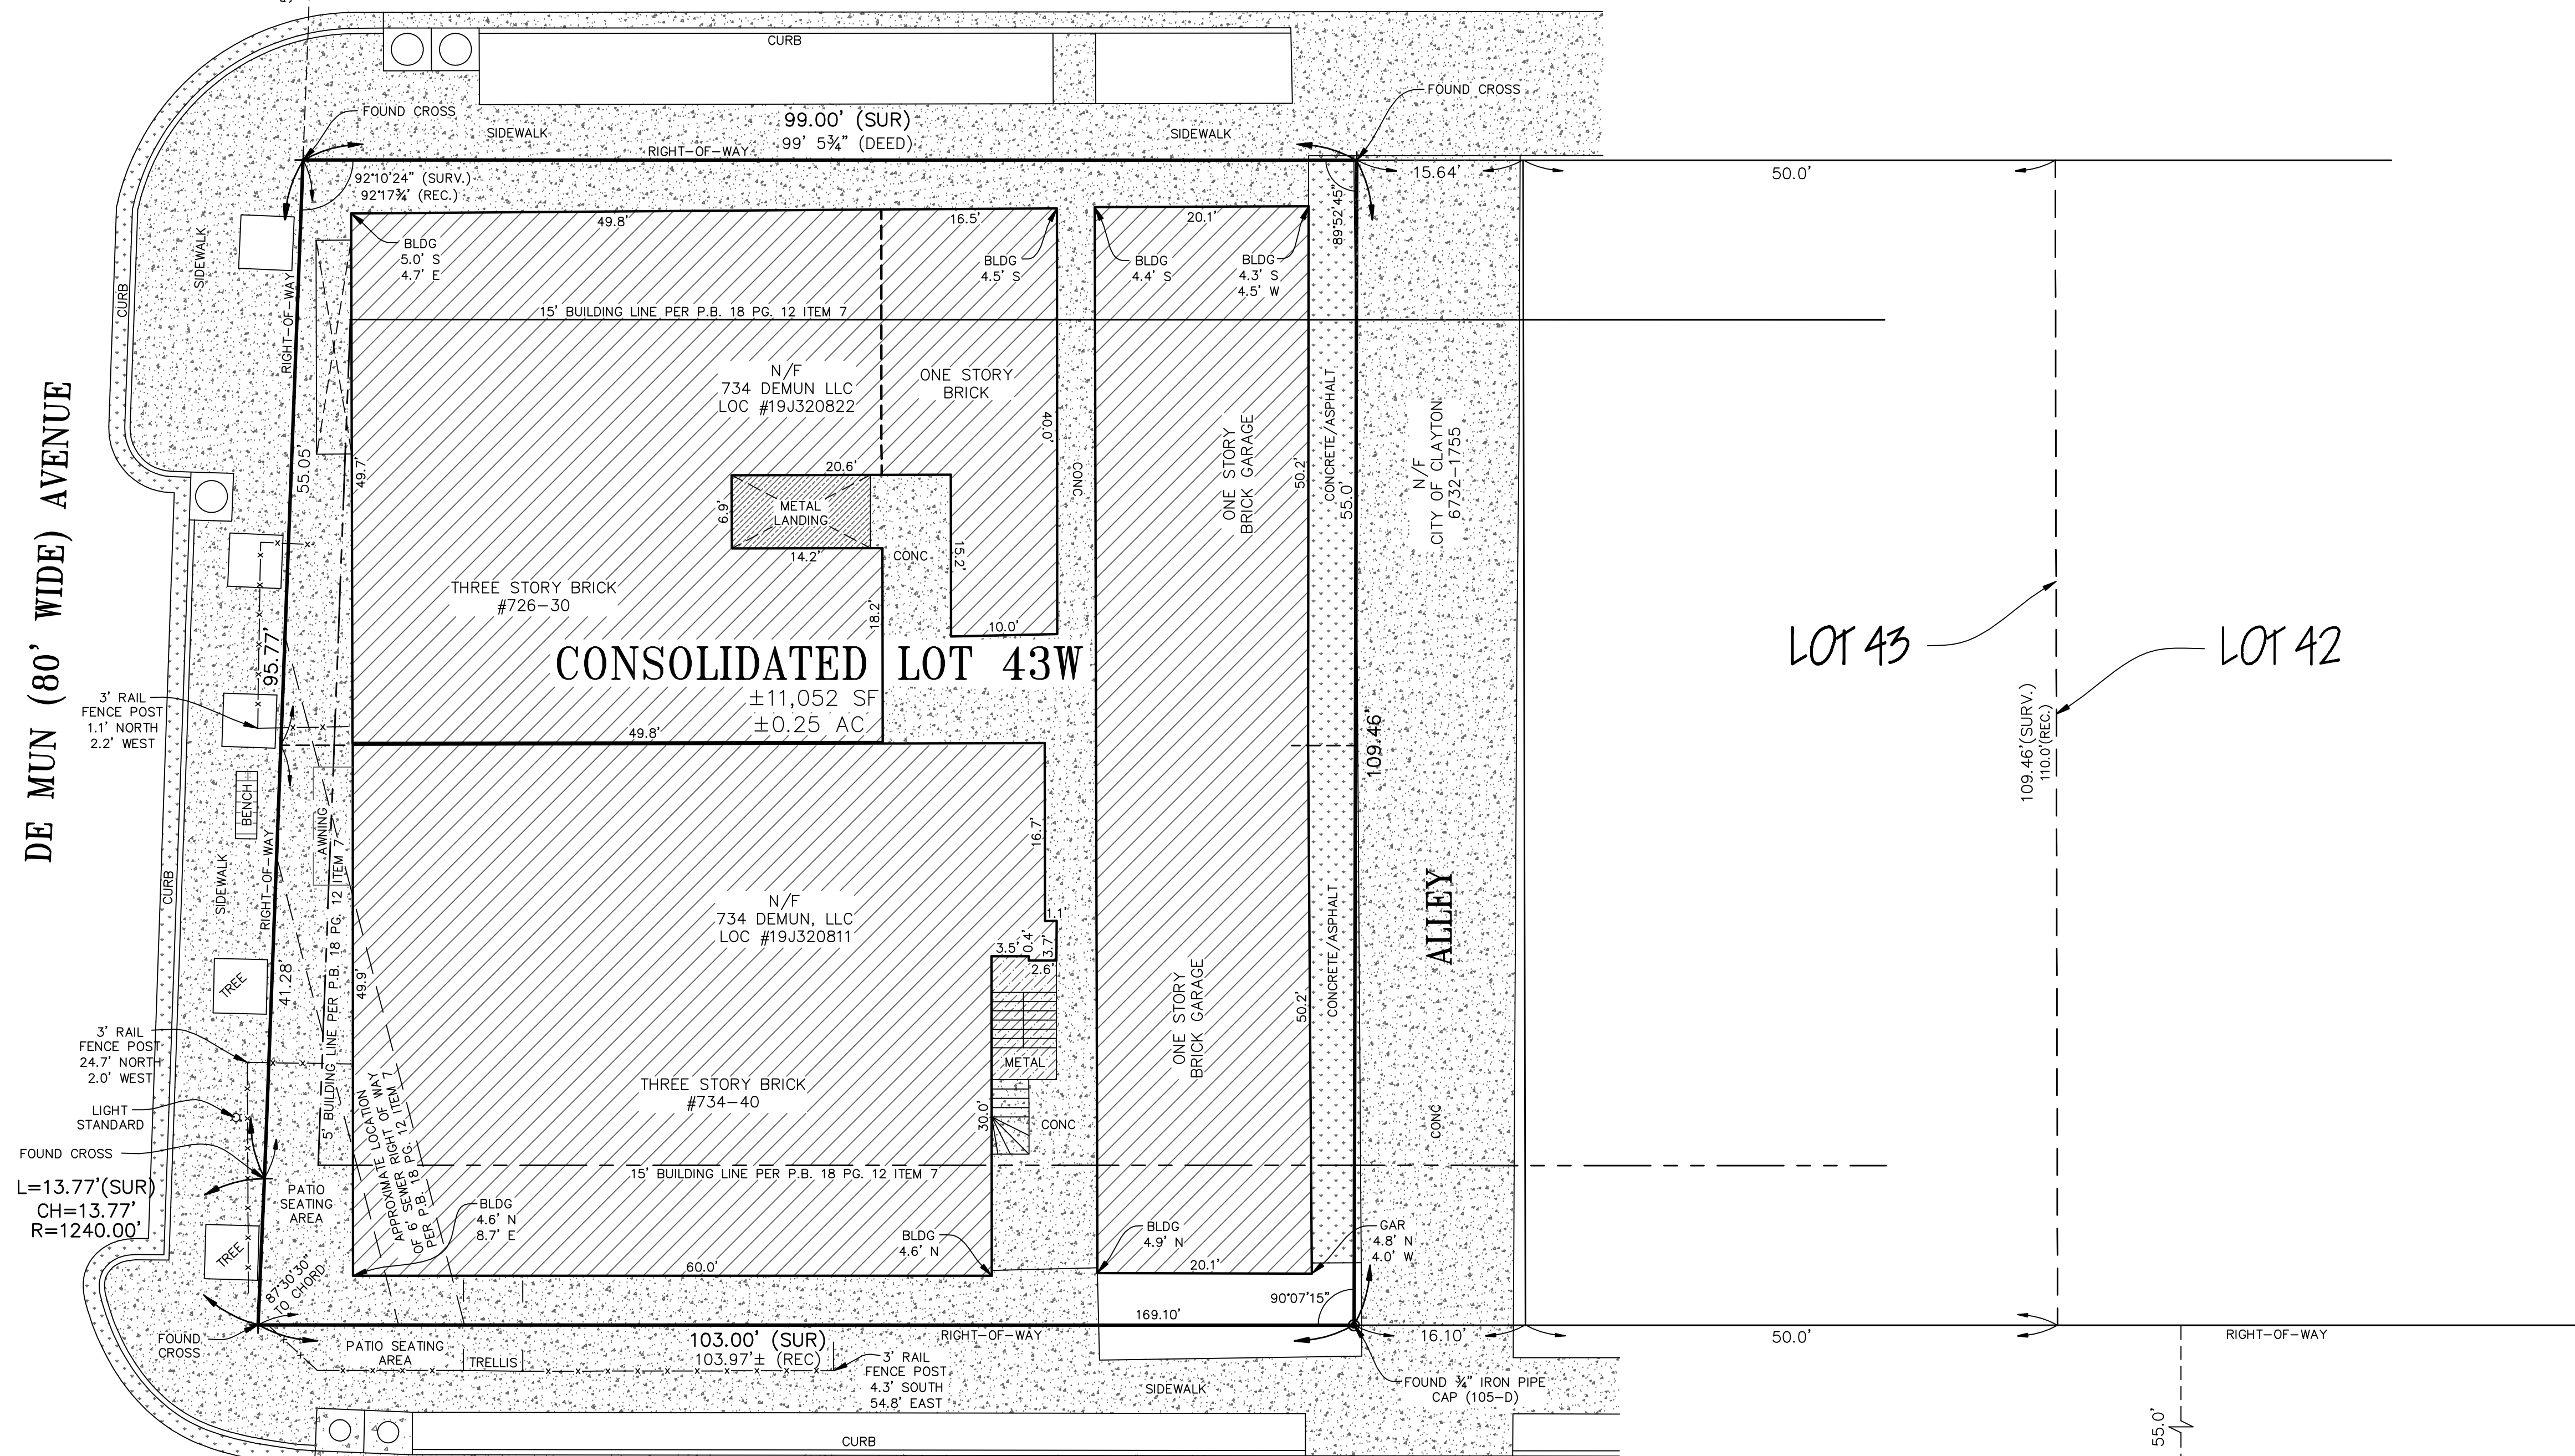 CURB
FOUND CROSS
FOUND CROSS
99.00' (SUR)
99' 5¾" (DEED)
SIDEWALK
SIDEWALK
RIGHT-OF-WAY
92°10'24" (SURV.)
92°17¾' (REC.)
15.64'
50.0'
49.8'
16.5'
20.1'
89°52'45"
BLDG
5.0' S
4.7' E
BLDG
4.5' S
BLDG
4.4' S
BLDG
4.3' S
4.5' W
SIDEWALK
CURB
RIGHT-OF-WAY
15' BUILDING LINE PER P.B. 18 PG. 12 ITEM 7
N/F
734 DEMUN LLC
LOC #19J320822
ONE STORY
BRICK
40.0'
CONC
ONE STORY
BRICK GARAGE
50.2'
CONCRETE/ASPHALT
55.0'
N/F
CITY OF CLAYTON
6732-1755
DE MUN (80' WIDE) AVENUE
55.05'
49.7'
20.6'
6.9'
METAL
LANDING
14.2'
CONC
15.2'
18.2'
10.0'
THREE STORY BRICK
#726-30
CONSOLIDATED LOT 43W
±11,052 SF
±0.25 AC
LOT 43
LOT 42
95.77'
3' RAIL
FENCE POST
1.1' NORTH
2.2' WEST
49.8'
109.46'
109.46'(SURV.)
110.0'(REC.)
BENCH
AWNING
16.7'
CURB
SIDEWALK
RIGHT-OF-WAY
5' BUILDING LINE PER P.B. 18 PG. 12 ITEM 7
N/F
734 DEMUN, LLC
LOC #19J320811
1.1'
3.5'
0.4'
3.7'
2.6'
ONE STORY
BRICK GARAGE
50.2'
CONCRETE/ASPHALT
ALLEY
TREE
41.28'
49.9'
3' RAIL
FENCE POST
24.7' NORTH
2.0' WEST
METAL
THREE STORY BRICK
#734-40
LIGHT
STANDARD
30.0'
CONC
CONC
APPROXIMATE LOCATION
OF 6' SEWER RIGHT OF WAY
PER P.B. 18 PG. 12 ITEM 7
FOUND CROSS
15' BUILDING LINE PER P.B. 18 PG. 12 ITEM 7
L=13.77'(SUR)
CH=13.77'
R=1240.00'
PATIO
SEATING
AREA
BLDG
4.6' N
8.7' E
BLDG
4.6' N
BLDG
4.9' N
GAR
4.8' N
4.0' W
TREE
60.0'
20.1'
87°30'30"
TO CHORD
169.10'
90°07'15"
FOUND
CROSS
PATIO SEATING
AREA
TRELLIS
103.00' (SUR)
103.97'± (REC)
RIGHT-OF-WAY
16.10'
50.0'
RIGHT-OF-WAY
3' RAIL
FENCE POST
4.3' SOUTH
54.8' EAST
SIDEWALK
FOUND ¾" IRON PIPE
CAP (105-D)
CURB
55.0'